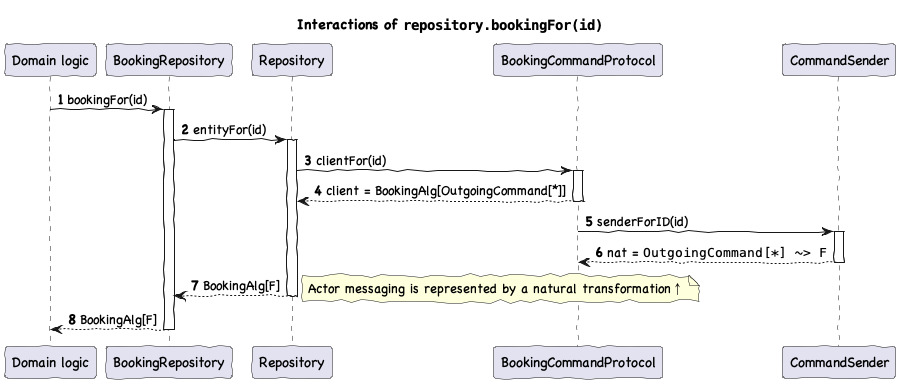 Interactions of repository.bookingFor(id)
Domain logic BookingRepository Repository BookingCommandProtocol CommandSender
1 bookingFor(id)
2 entityFor(id)
3 clientFor(id)
4 client = BookingAlg[OutgoingCommand[*]]
5 senderForID(id)
6 nat = OutgoingCommand[*] ~> F
7 BookingAlg[F] Actor messaging is represented by a natural transformation ↑
8 BookingAlg[F]
Domain logic BookingRepository Repository BookingCommandProtocol CommandSender